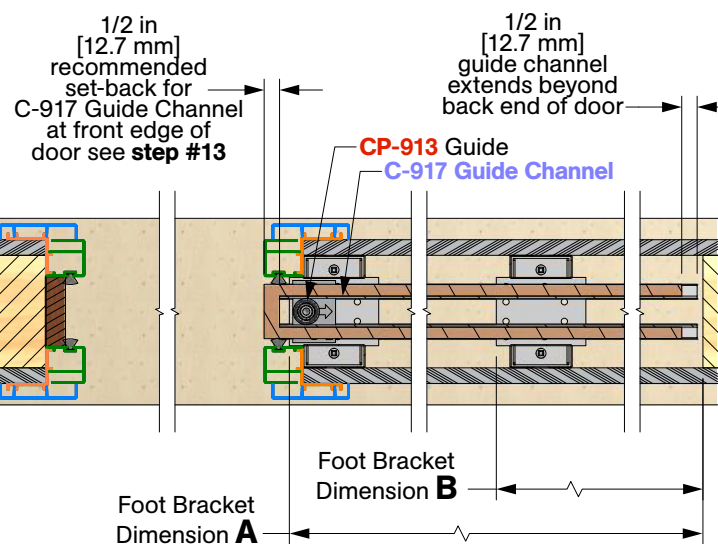 1/2 in
[12.7 mm]
recommended
set-back for
C-917 Guide Channel
at front edge of
door see step #13
1/2 in
[12.7 mm]
guide channel
extends beyond
back end of door
CP-913 Guide
C-917 Guide Channel
Foot Bracket
Dimension B
Foot Bracket
Dimension A